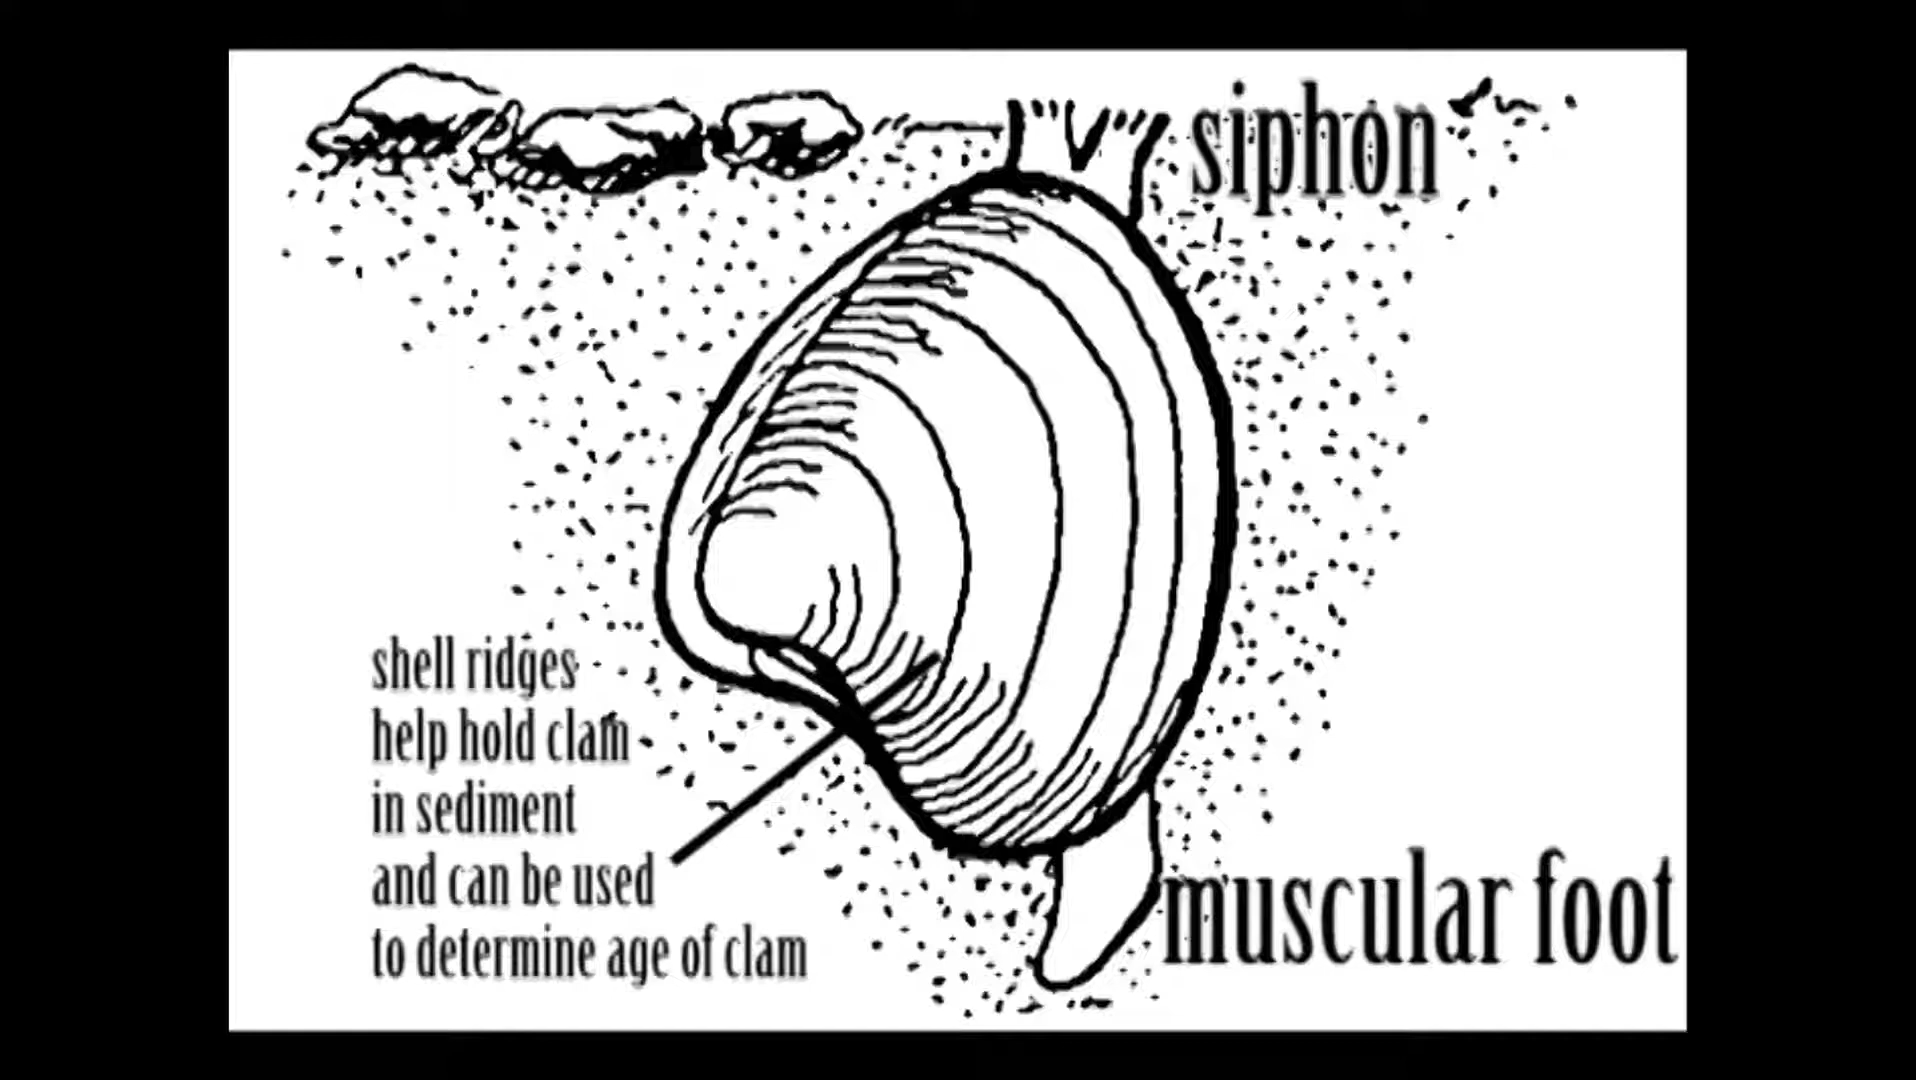 siphon
shell ridges
help hold clam
in sediment
and can be used
to determine age of clam
muscular foot